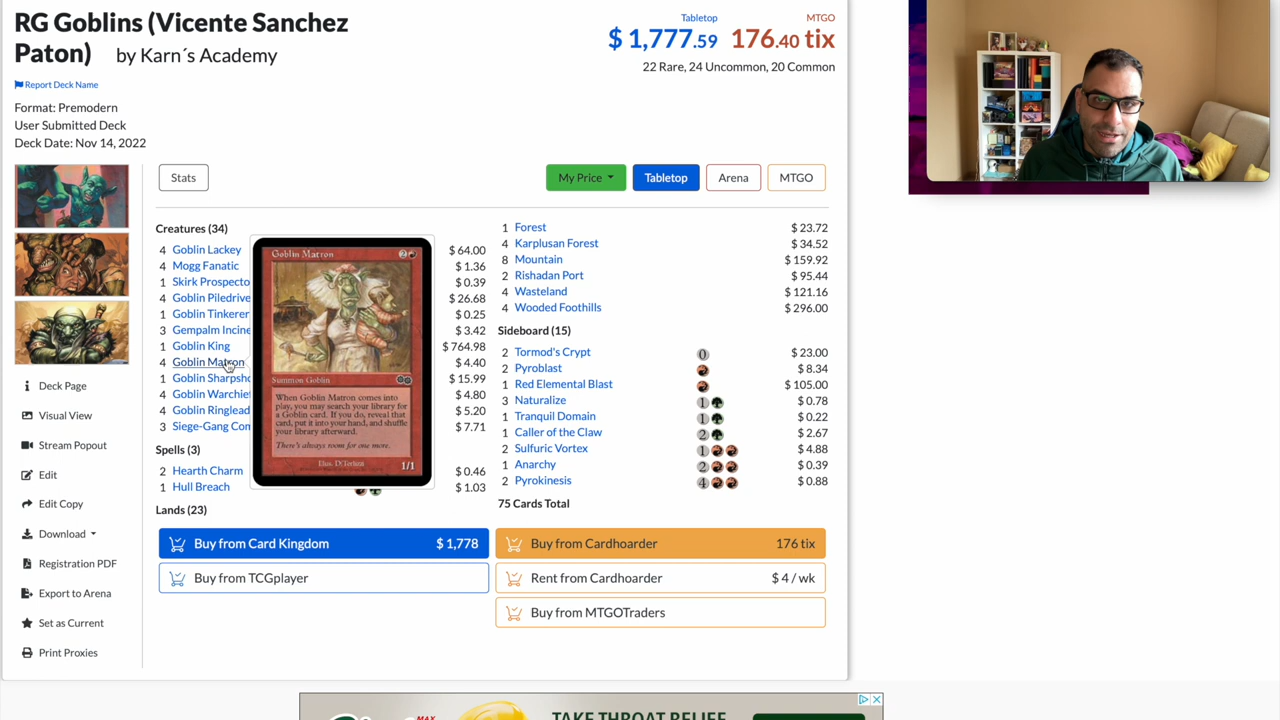 RG Goblins (Vicente Sanchez
Paton) by Karn´s Academy
Tabletop
$ 1,777.59
MTGO
176.40 tix
22 Rare, 24 Uncommon, 20 Common
Report Deck Name
Format: Premodern
User Submitted Deck
Deck Date: Nov 14, 2022
Stats
My Price
Tabletop
Arena
MTGO
Deck Page
Visual View
Stream Popout
Edit
Edit Copy
Download
Registration PDF
Export to Arena
Set as Current
Print Proxies
Creatures (34)
4 Goblin Lackey $ 64.00
4 Mogg Fanatic $ 1.36
1 Skirk Prospecto $ 0.39
4 Goblin Piledrive $ 26.68
1 Goblin Tinkerer $ 0.25
3 Gempalm Incine $ 3.42
1 Goblin King $ 764.98
4 Goblin Matron $ 4.40
1 Goblin Sharpsho $ 15.99
4 Goblin Warchie $ 4.80
4 Goblin Ringlead $ 5.20
3 Siege-Gang Con $ 7.71
Spells (3)
2 Hearth Charm $ 0.46
1 Hull Breach $ 1.03
Lands (23)
Goblin Matron 2
Summon Goblin
When Goblin Matron comes into
play, you may search your library for
a Goblin card. If you do, reveal that
card, put it into your hand, and shuffle
your library afterward.
There's always room for one more.
1/1
1 Forest $ 23.72
4 Karplusan Forest $ 34.52
8 Mountain $ 159.92
2 Rishadan Port $ 95.44
4 Wasteland $ 121.16
4 Wooded Foothills $ 296.00
Sideboard (15)
2 Tormod's Crypt 0 $ 23.00
2 Pyroblast $ 8.34
1 Red Elemental Blast $ 105.00
3 Naturalize 1 $ 0.78
1 Tranquil Domain 1 $ 0.22
1 Caller of the Claw 2 $ 2.67
2 Sulfuric Vortex 1 $ 4.88
1 Anarchy 2 $ 0.39
2 Pyrokinesis 4 $ 0.88
75 Cards Total
Buy from Card Kingdom $ 1,778
Buy from TCGplayer
Buy from Cardhoarder 176 tix
Rent from Cardhoarder $ 4 / wk
Buy from MTGOTraders
MAX
TAKE THROAT RELIEF